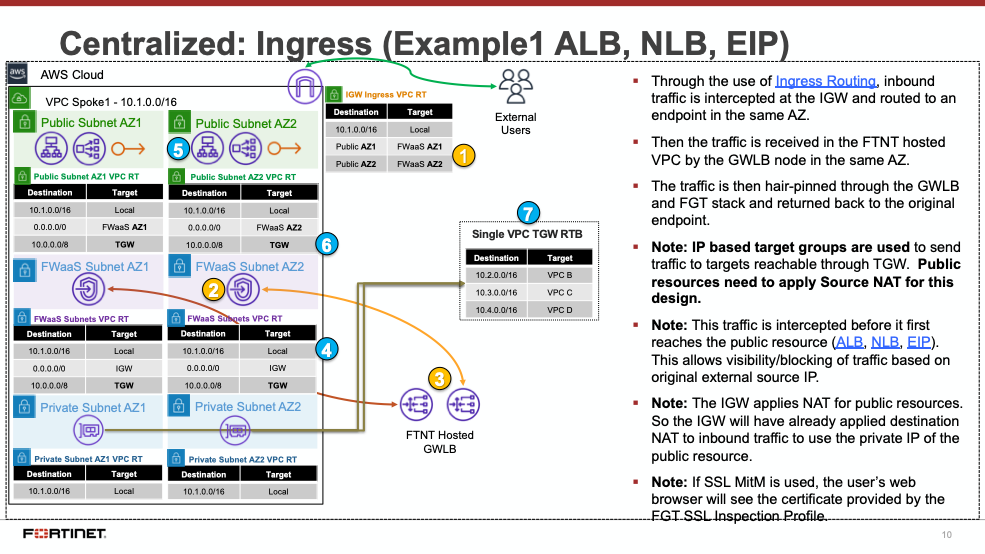 Centralized: Ingress (Example1 ALB, NLB, EIP)
aws
AWS Cloud
VPC Spoke1 - 10.1.0.0/16
Public Subnet AZ1
Public Subnet AZ2
5
Public Subnet AZ1 VPC RT
Destination Target
10.1.0.0/16 Local
0.0.0.0/0 FWaaS AZ1
10.0.0.0/8 TGW
Public Subnet AZ2 VPC RT
Destination Target
10.1.0.0/16 Local
0.0.0.0/0 FWaaS AZ2
10.0.0.0/8 TGW
6
FWaaS Subnet AZ1
FWaaS Subnet AZ2
2
FWaaS Subnets VPC RT
Destination Target
10.1.0.0/16 Local
0.0.0.0/0 IGW
10.0.0.0/8 TGW
FWaaS Subnets VPC RT
Destination Target
10.1.0.0/16 Local
0.0.0.0/0 IGW
10.0.0.0/8 TGW
4
Private Subnet AZ1
Private Subnet AZ2
Private Subnet AZ1 VPC RT
Destination Target
10.1.0.0/16 Local
Private Subnet AZ2 VPC RT
Destination Target
10.1.0.0/16 Local
IGW Ingress VPC RT
Destination Target
10.1.0.0/16 Local
Public AZ1 FWaaS AZ1
Public AZ2 FWaaS AZ2
1
External
Users
7
Single VPC TGW RTB
Destination Target
10.2.0.0/16 VPC B
10.3.0.0/16 VPC C
10.4.0.0/16 VPC D
3
FTNT Hosted
GWLB
▪ Through the use of Ingress Routing, inbound
traffic is intercepted at the IGW and routed to an
endpoint in the same AZ.
▪ Then the traffic is received in the FTNT hosted
VPC by the GWLB node in the same AZ.
▪ The traffic is then hair-pinned through the GWLB
and FGT stack and returned back to the original
endpoint.
▪ Note: IP based target groups are used to send
traffic to targets reachable through TGW. Public
resources need to apply Source NAT for this
design.
▪ Note: This traffic is intercepted before it first
reaches the public resource (ALB, NLB, EIP).
This allows visibility/blocking of traffic based on
original external source IP.
▪ Note: The IGW applies NAT for public resources.
So the IGW will have already applied destination
NAT to inbound traffic to use the private IP of the
public resource.
▪ Note: If SSL MitM is used, the user's web
browser will see the certificate provided by the
FGT SSL Inspection Profile.
FORTINET
10